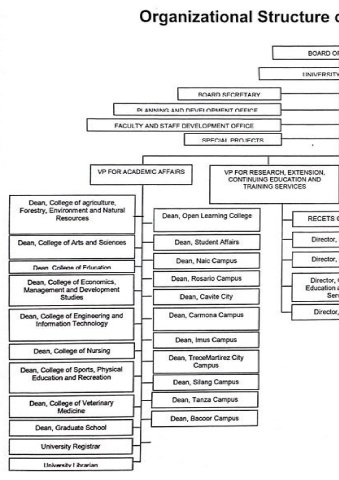 Organizational Structure
BOARD
UNIVERSITY
BOARD SECRETARY
PLANNING AND DEVELOPMENT OFFICE
FACULTY AND STAFF DEVELOPMENT OFFICE
SPECIAL PROJECTS
VP FOR ACADEMIC AFFAIRS
VP FOR RESEARCH, EXTENSION,
CONTINUING EDUCATION AND
TRAINING SERVICES
Dean, College of agriculture,
Forestry, Environment and Natural
Resources
Dean, College of Arts and Sciences
Dean, College of Education
Dean, College of Economics,
Management and Development
Studies
Dean, College of Engineering and
Information Technology
Dean, College of Nursing
Dean, College of Sports, Physical
Education and Recreation
Dean, College of Veterinary
Medicine
Dean, Graduate School
University Registrar
University Librarian
Dean, Open Learning College
Dean, Student Affairs
Dean, Naic Campus
Dean, Rosario Campus
Dean, Cavite City
Dean, Carmona Campus
Dean, Imus Campus
Dean, TreceMartirez City
Campus
Dean, Silang Campus
Dean, Tanza Campus
Dean, Bacoor Campus
RECETS
Director,
Director,
Director,
Education
Director,